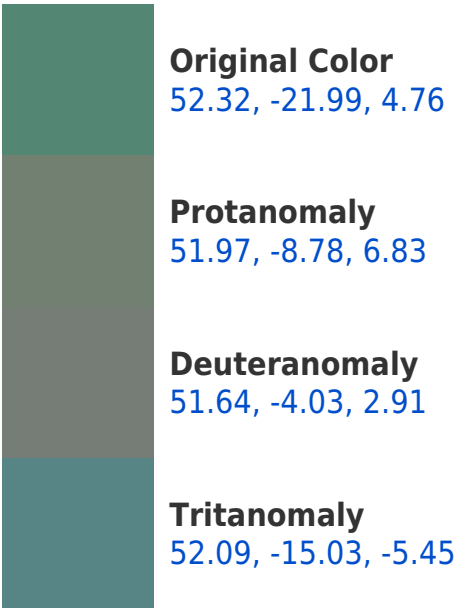 Original Color
52.32, -21.99, 4.76
Protanomaly
51.97, -8.78, 6.83
Deuteranomaly
51.64, -4.03, 2.91
Tritanomaly
52.09, -15.03, -5.45